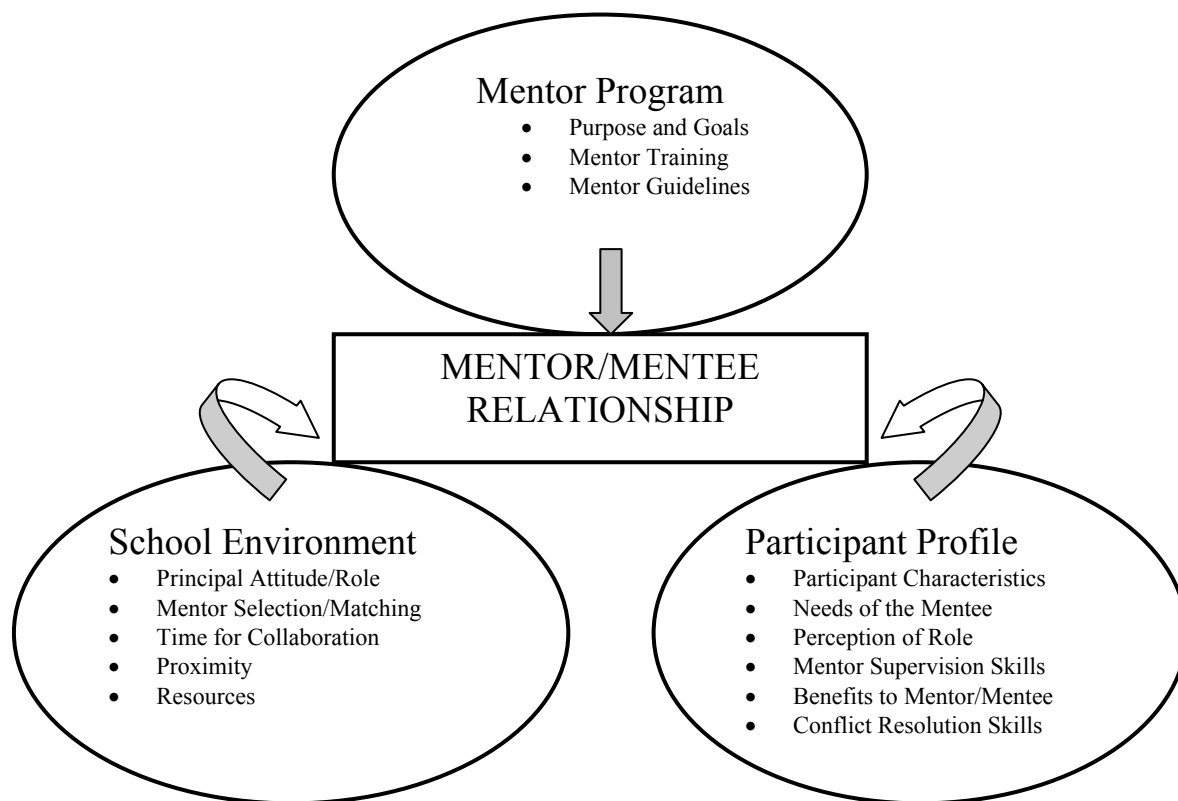 Mentor Program
• Purpose and Goals
• Mentor Training
• Mentor Guidelines
MENTOR/MENTEE
RELATIONSHIP
School Environment
• Principal Attitude/Role
• Mentor Selection/Matching
• Time for Collaboration
• Proximity
• Resources
Participant Profile
• Participant Characteristics
• Needs of the Mentee
• Perception of Role
• Mentor Supervision Skills
• Benefits to Mentor/Mentee
• Conflict Resolution Skills